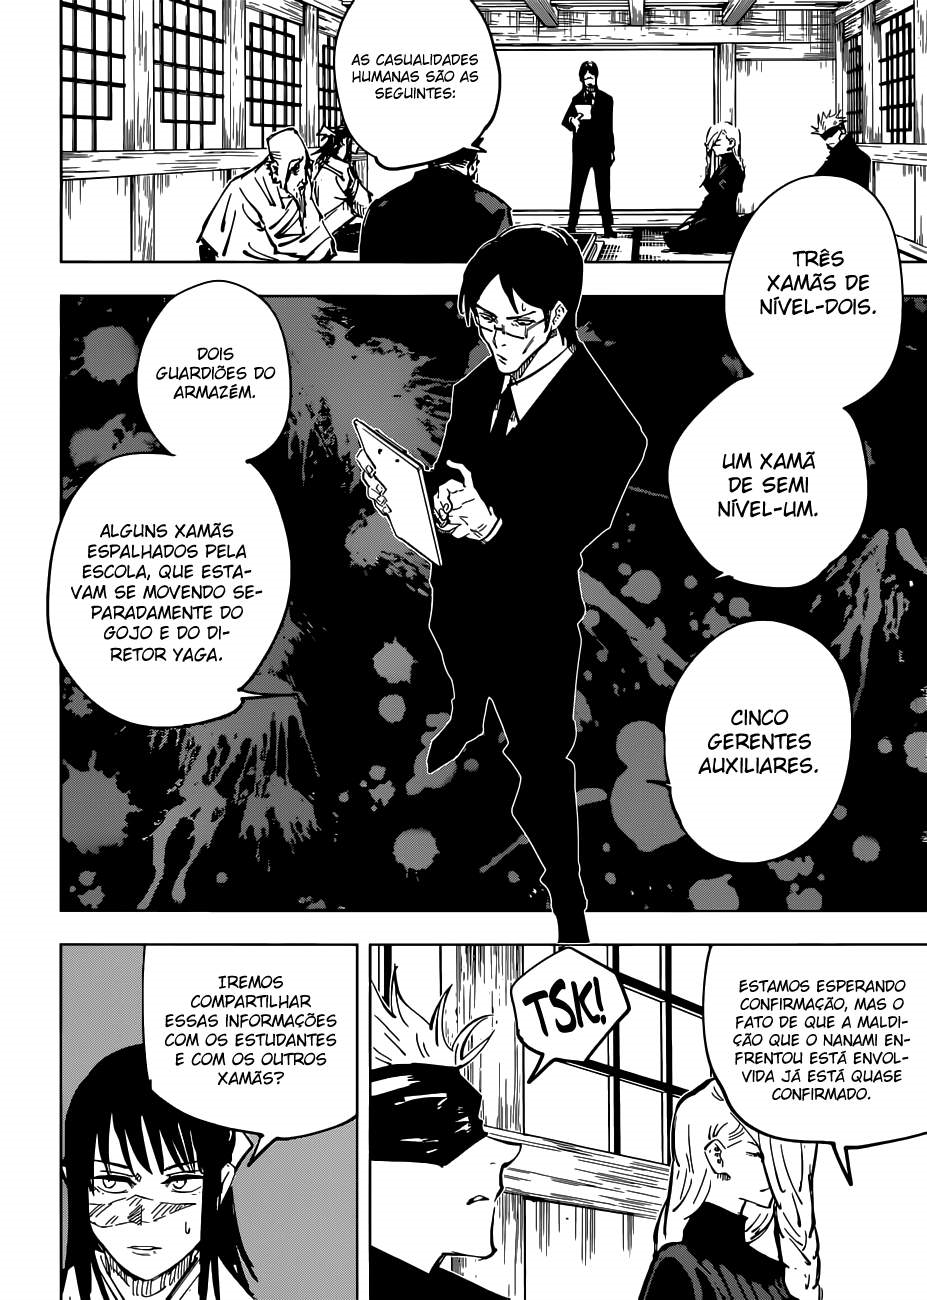 AS CASUALIDADES
HUMANAS SÃO AS
SEGUINTES:
TRÊS
XAMÃS DE
NÍVEL-DOIS.
UM XAMÃ
DE SEMI
NÍVEL-UM.
CINCO
GERENTES
AUXILIARES.
DOIS
GUARDIÕES DO
ARMAZÉM.
ALGUNS XAMÃS
ESPALHADOS PELA
ESCOLA, QUE ESTA-
VAM SE MOVENDO SE-
PARADAMENTE DO
GOJO E DO DI-
RETOR YAGA.
ESTAMOS ESPERANDO
CONFIRMAÇÃO, MAS O
FATO DE QUE A MALDI-
ÇÃO QUE O NANAMI EN-
FRENTOU ESTÁ ENVOL-
VIDA JÁ ESTÁ QUASE
CONFIRMADO.
TSK!
IREMOS
COMPARTILHAR
ESSAS INFORMAÇÕES
COM OS ESTUDANTES
E COM OS OUTROS
XAMÃS?